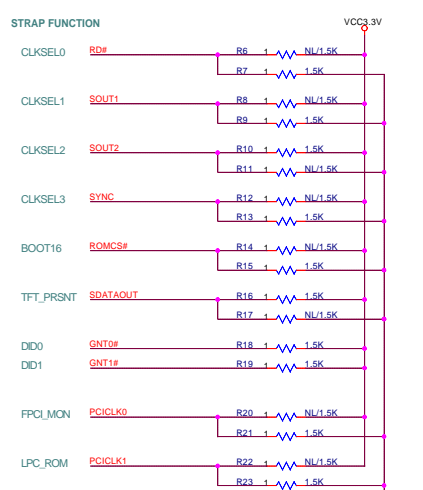 STRAP FUNCTION VCC3.3V
CLKSEL0 RD# R6 1 NL/1.5K
R7 1 1.5K
CLKSEL1 SOUT1 R8 1 NL/1.5K
R9 1 1.5K
CLKSEL2 SOUT2 R10 1 NL/1.5K
R11 1 1.5K
CLKSEL3 SYNC R12 1 NL/1.5K
R13 1 1.5K
BOOT16 ROMCS# R14 1 NL/1.5K
R15 1 1.5K
TFT_PRSNT SDATAOUT R16 1 1.5K
R17 1 NL/1.5K
DID0 GNT0# R18 1 1.5K
DID1 GNT1# R19 1 1.5K
FPCI_MON PCICLK0 R20 1 NL/1.5K
R21 1 1.5K
LPC_ROM PCICLK1 R22 1 NL/1.5K
R23 1 1.5K